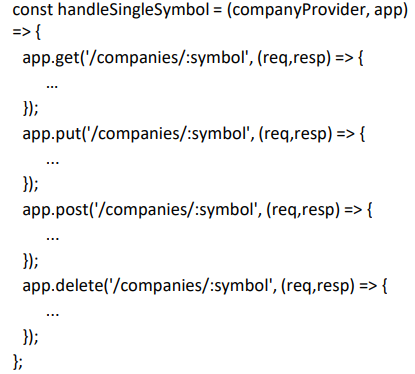 const handleSingleSymbol = (companyProvider, app)
=> {
app.get('/companies/:symbol', (req,resp) => {
...
});
app.put('/companies/:symbol', (req,resp) => {
...
});
app.post('/companies/:symbol', (req,resp) => {
...
});
app.delete('/companies/:symbol', (req,resp) => {
...
});
};